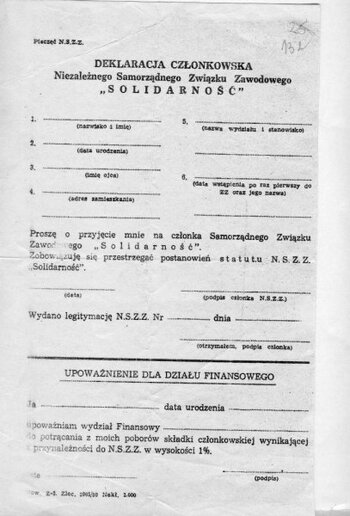 Pieczęć N.S.Z.Z.
132
DEKLARACJA CZŁONKOWSKA
Niezależnego Samorządnego Związku Zawodowego
„SOLIDARNOŚĆ”
1.
(nazwisko i imię)
5.
(nazwa wydziału i stanowisko)
2.
(data urodzenia)
3.
(imię ojca)
6.
(data wstąpienia po raz pierwszy do
ZZ oraz jego nazwa)
4.
(adres zamieszkania)
Proszę o przyjęcie mnie na członka Samorządnego Związku
Zawodowego „Solidarność”.
Zobowiązuję się przestrzegać postanowień statutu N.S.Z.Z.
„Solidarność”.
(data)
(podpis członka N.S.Z.Z.)
Wydano legitymację N.S.Z.Z. Nr dnia
(otrzymałem, podpis członka)
UPOWAŻNIENIE DLA DZIAŁU FINANSOWEGO
Ja data urodzenia
upoważniam wydział Finansowy
do potrącania z moich poborów składki członkowskiej wynikającej
z przynależności do N.S.Z.Z. w wysokości 1%.
(podpis)
Zlec.